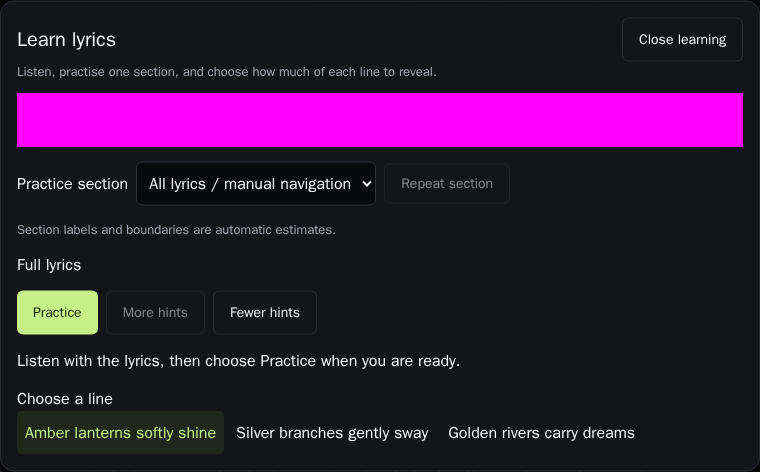 Learn lyrics
Close learning
Listen, practise one section, and choose how much of each line to reveal.
Practice section All lyrics / manual navigation Repeat section
Section labels and boundaries are automatic estimates.
Full lyrics
Practice More hints Fewer hints
Listen with the lyrics, then choose Practice when you are ready.
Choose a line
Amber lanterns softly shine Silver branches gently sway Golden rivers carry dreams